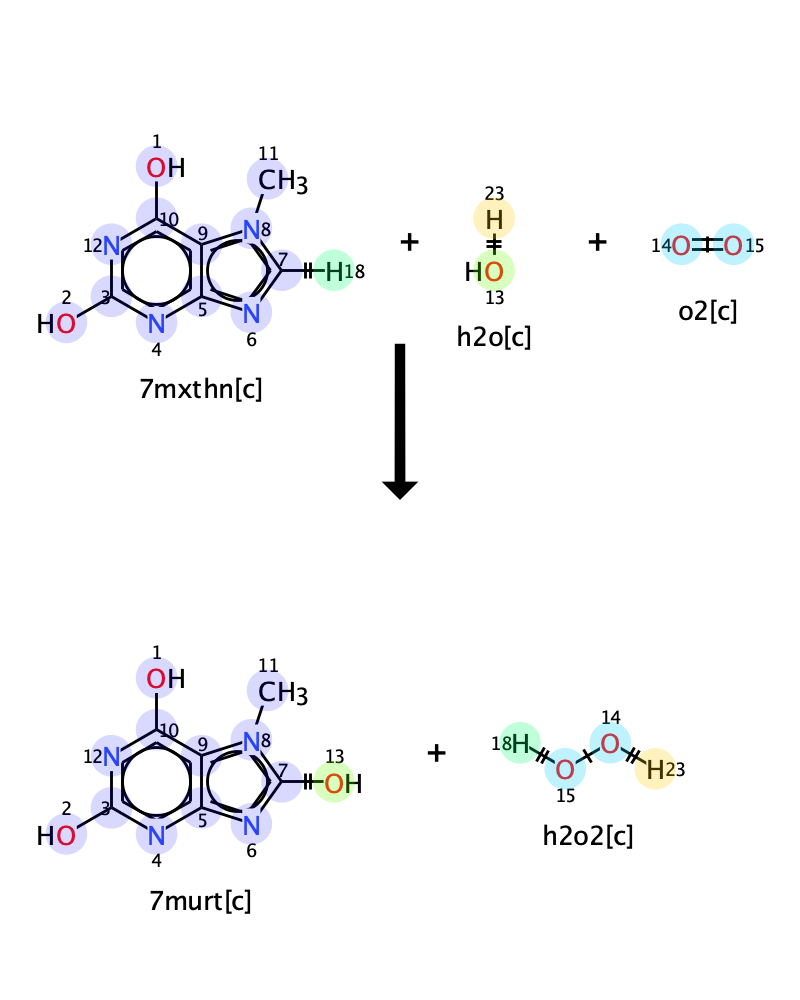 1
OH
11
CH3
10
12N
9
N8
7
H18
2
HO
3
N
4
5
N
6
7mxthn[c]
+
23
H
HO
13
h2o[c]
+
14O
O15
o2[c]
1
OH
11
CH3
10
12N
9
N8
7
13
OH
2
HO
3
N
4
5
N
6
7murt[c]
+
18H
O
15
14
O
H23
h2o2[c]